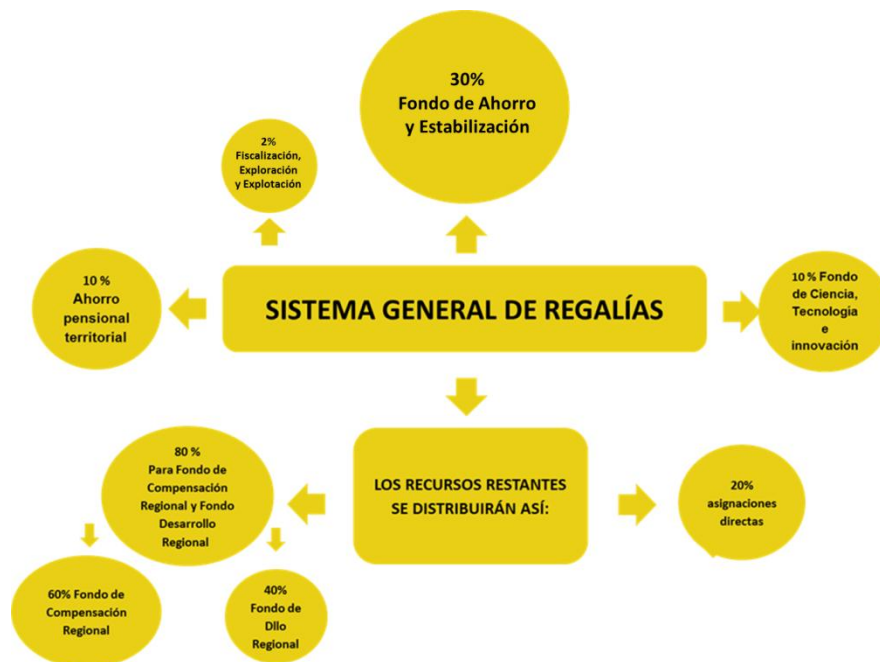 30%
Fondo de Ahorro
y Estabilización
2%
Fiscalización,
Exploración
y Explotación
10 %
Ahorro
pensional
territorial
SISTEMA GENERAL DE REGALÍAS
10 % Fondo
de Ciencia,
Tecnología
e
innovación
80 %
Para Fondo de
Compensación
Regional y Fondo
Desarrollo
Regional
LOS RECURSOS RESTANTES
SE DISTRIBUIRÁN ASÍ:
20%
asignaciones
directas
60% Fondo de
Compensación
Regional
40%
Fondo de
Dllo
Regional